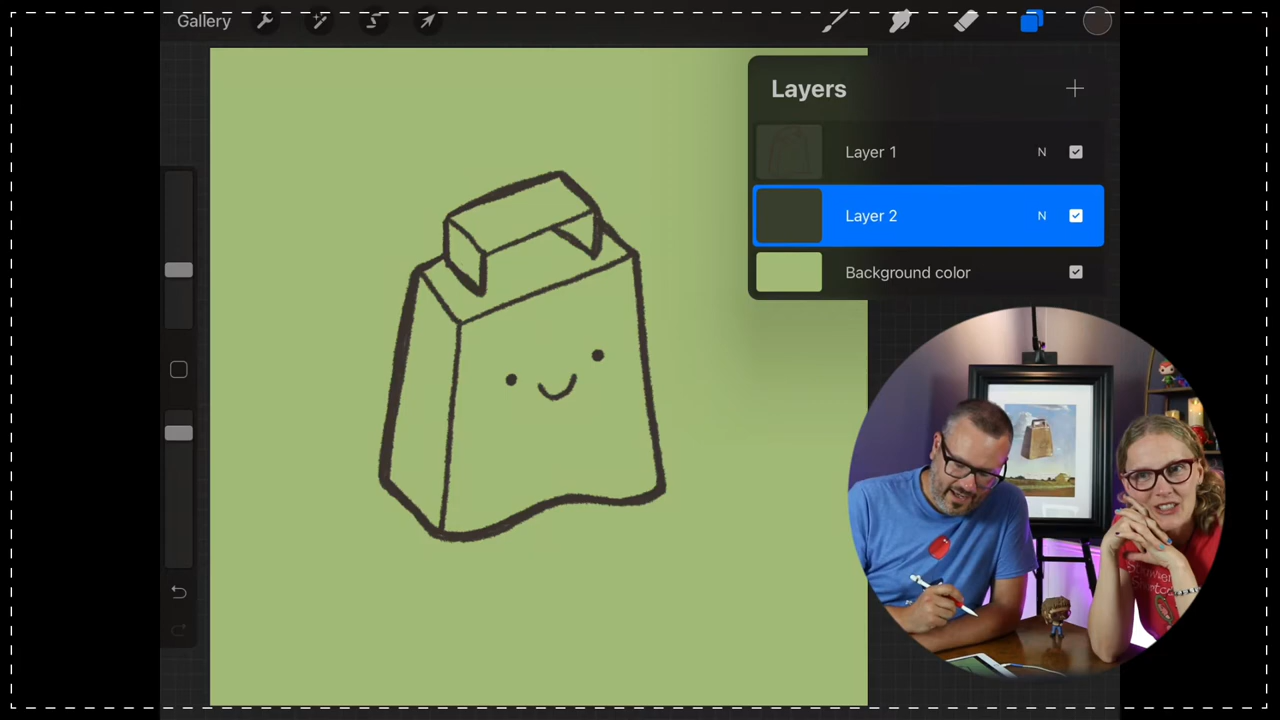 Gallery
Layers
Layer 1 N
Layer 2 N
Background color